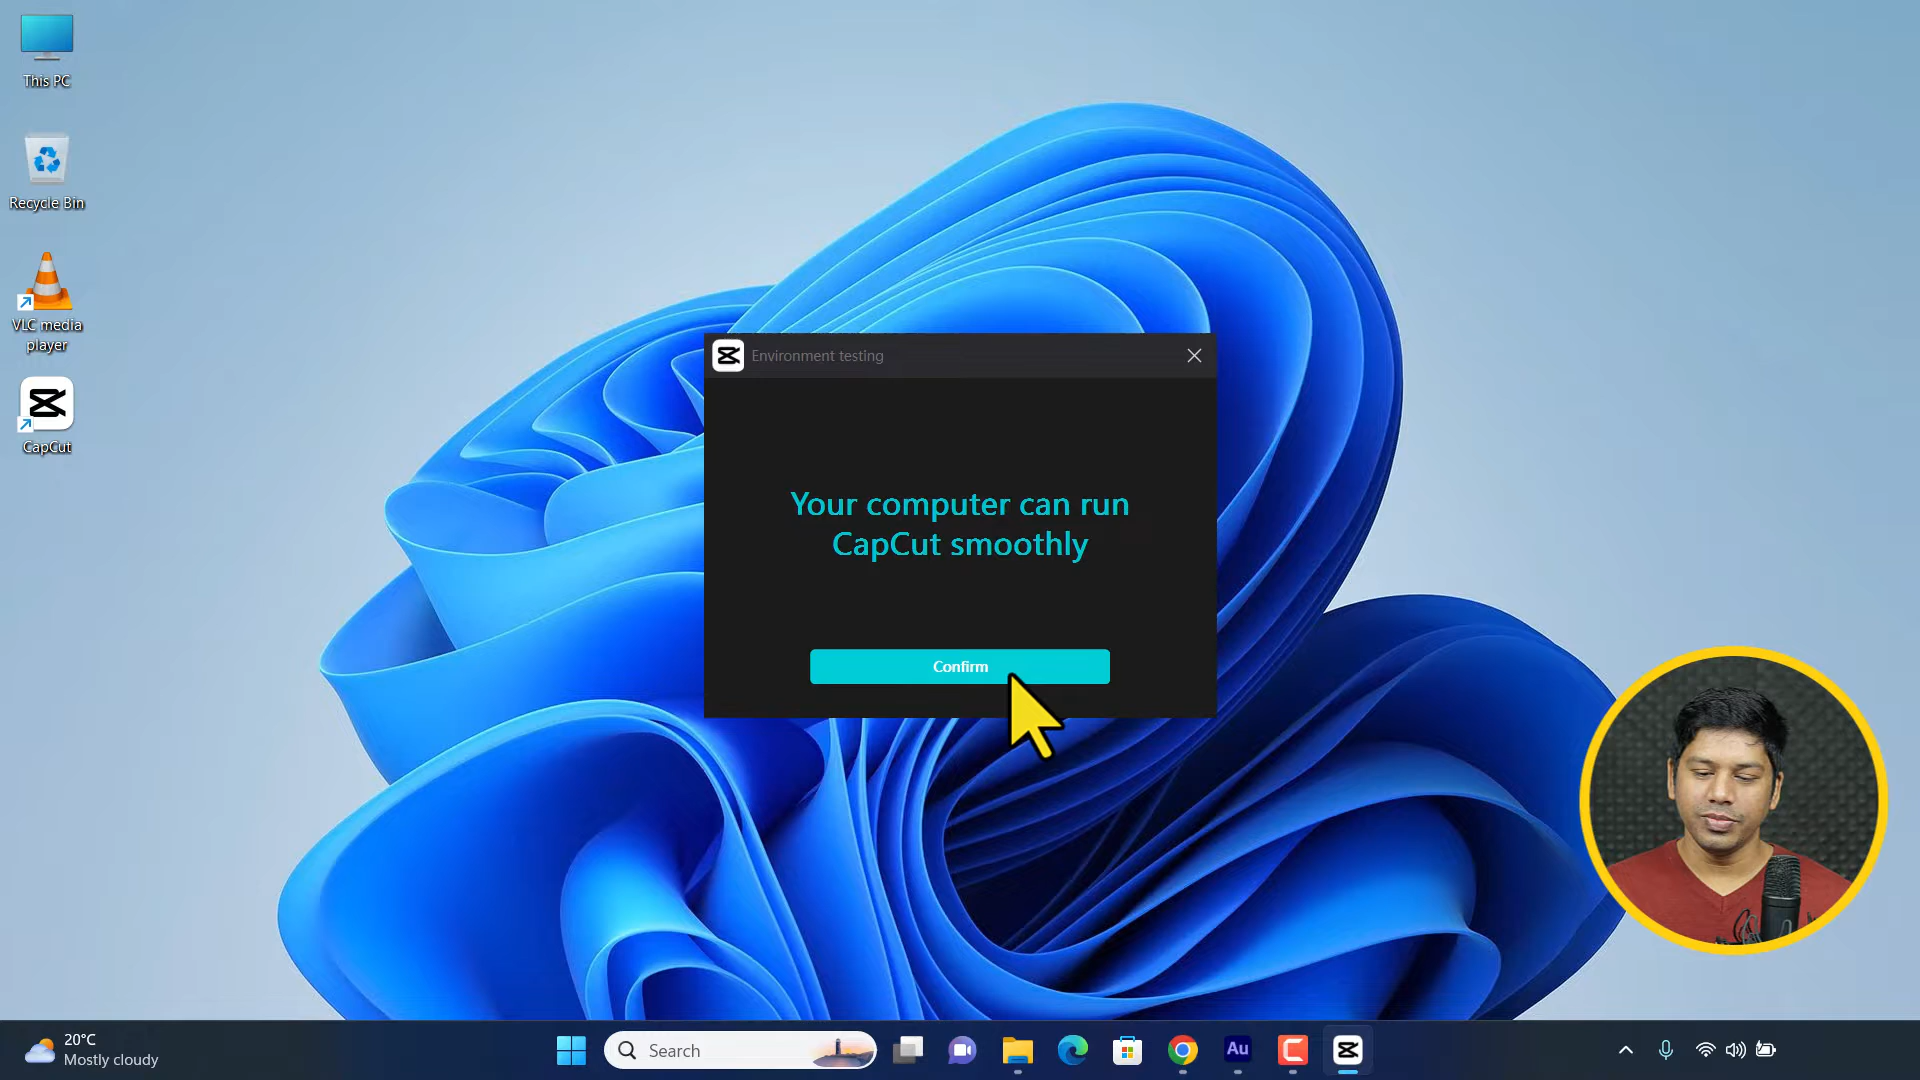 This PC
Recycle Bin
VLC media
player
CapCut
Environment testing
Your computer can run
CapCut smoothly
Confirm
20°C
Mostly cloudy
Search
Au